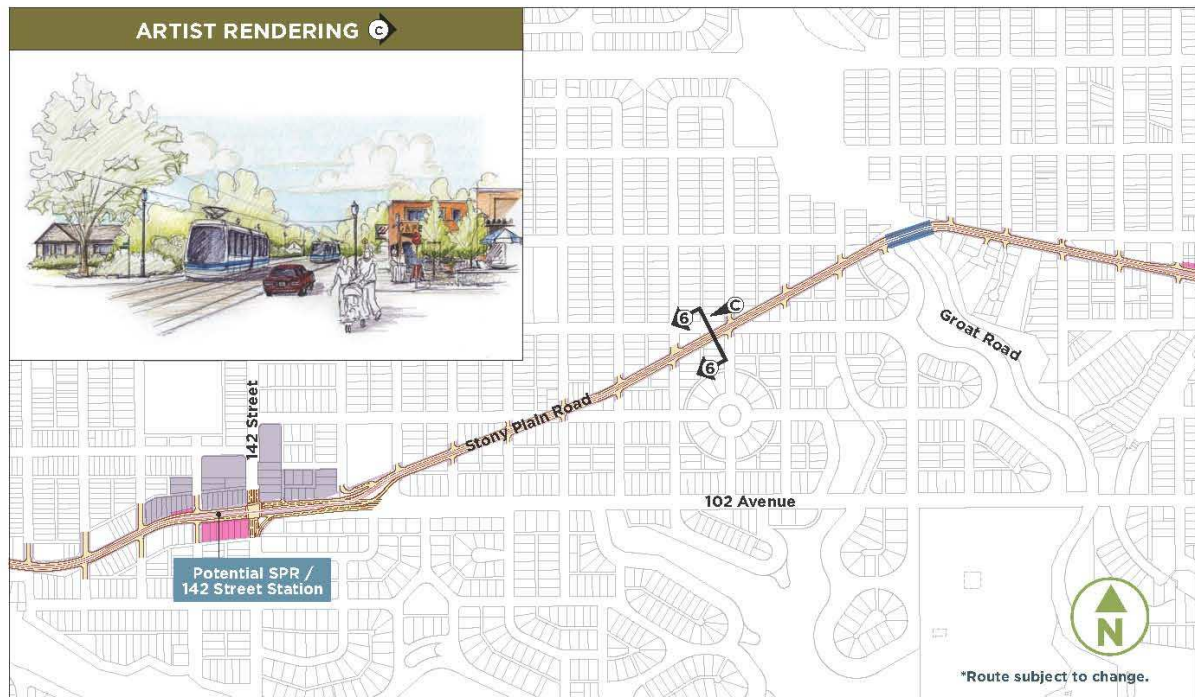 ARTIST RENDERING C
CAFE
C
6
6
Groat Road
142 Street
Stony Plain Road
102 Avenue
Potential SPR /
142 Street Station
N
*Route subject to change.